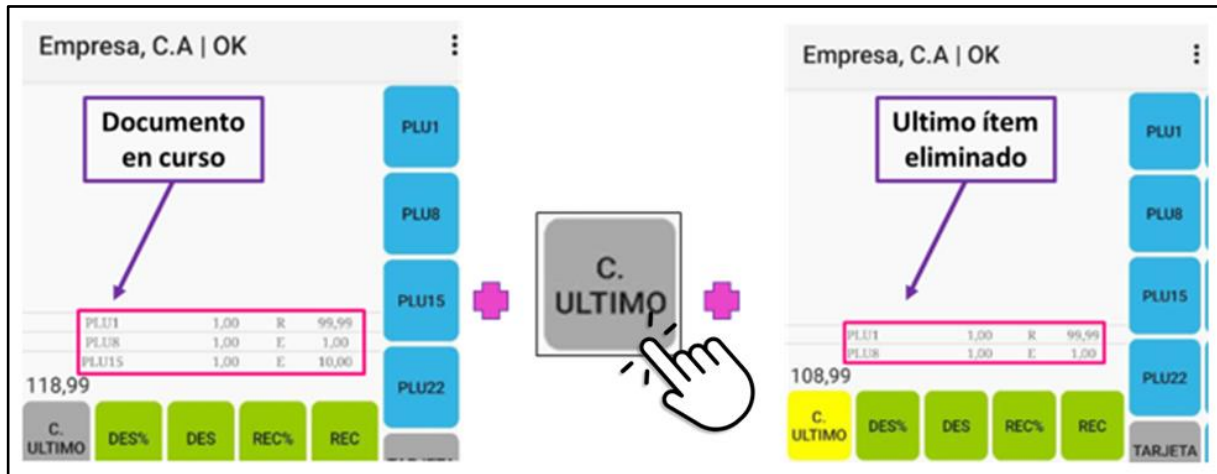 Empresa, C.A | OK
Documento
en curso
PLU1
PLU8
PLU15
PLU22
PLU1 1,00 R 99,99
PLU8 1,00 E 1,00
PLU15 1,00 E 10,00
118,99
C.
ULTIMO
DES%
DES
REC%
REC
C.
ULTIMO
Empresa, C.A | OK
Ultimo ítem
eliminado
PLU1
PLU8
PLU15
PLU22
PLU1 1,00 R 99,99
PLU8 1,00 E 1,00
108,99
C.
ULTIMO
DES%
DES
REC%
REC
TARJETA